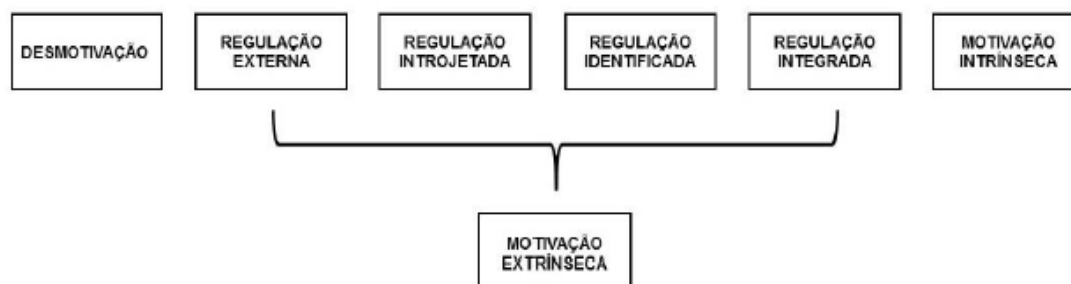 DESMOTIVAÇÃO
REGULAÇÃO
EXTERNA
REGULAÇÃO
INTROJETADA
REGULAÇÃO
IDENTIFICADA
REGULAÇÃO
INTEGRADA
MOTIVAÇÃO
INTRÍNSECA
MOTIVAÇÃO
EXTRÍNSECA